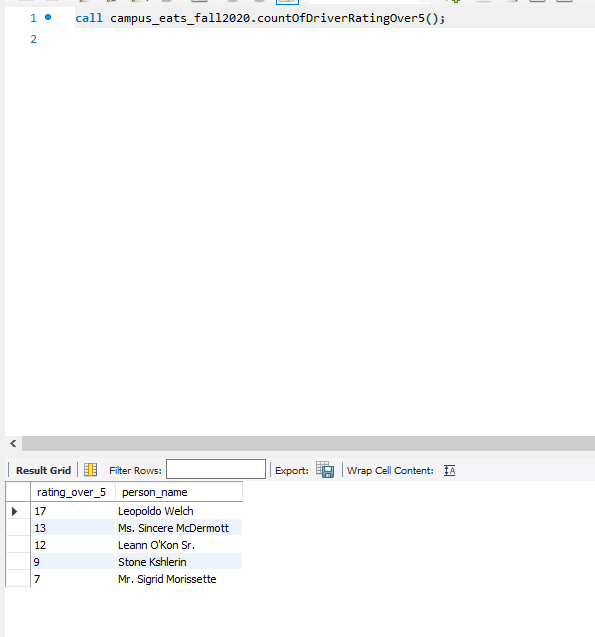 1 call campus_eats_fall2020.countOfDriverRatingOver5();
2
Result Grid Filter Rows: Export: Wrap Cell Content:
rating_over_5 person_name
17 Leopoldo Welch
13 Ms. Sincere McDermott
12 Leann O'Kon Sr.
9 Stone Kshlerin
7 Mr. Sigrid Morissette